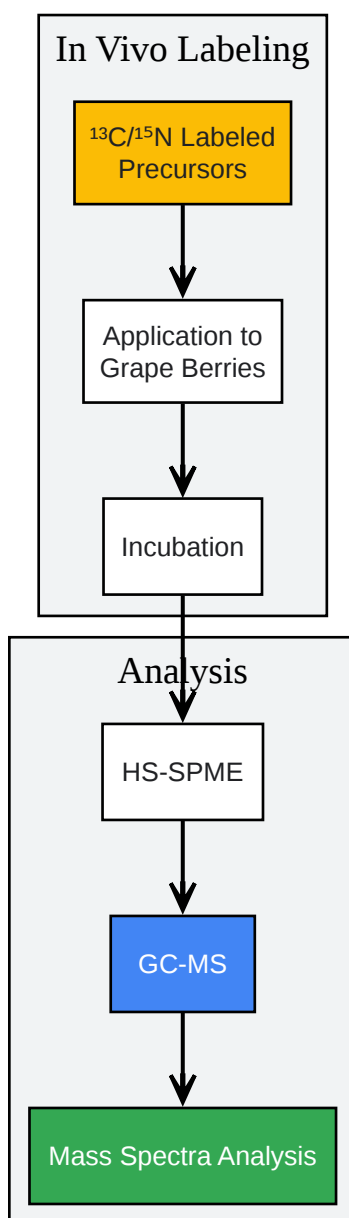 In Vivo Labeling
¹³C/¹⁵N Labeled
Precursors
Application to
Grape Berries
Incubation
Analysis
HS-SPME
GC-MS
Mass Spectra Analysis